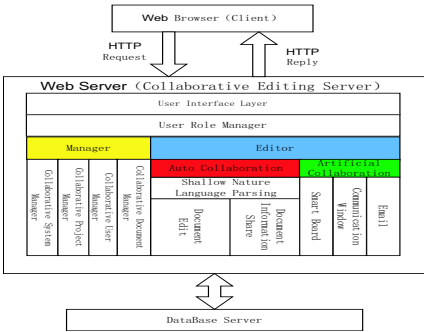 Web Browser (Client)
HTTP
Request
HTTP
Reply
Web Server (Collaborative Editing Server)
User Interface Layer
User Role Manager
Manager
Editor
Auto Collaboration
Artificial
Collaboration
Shallow Nature
Language Parsing
Collaborative System
Manager
Collaborative Project
Manager
Collaborative User
Manager
Collaborative Document
Manager
Document
Edit
Document
Information
Share
Smart Board
Communication
Window
Email
DataBase Server